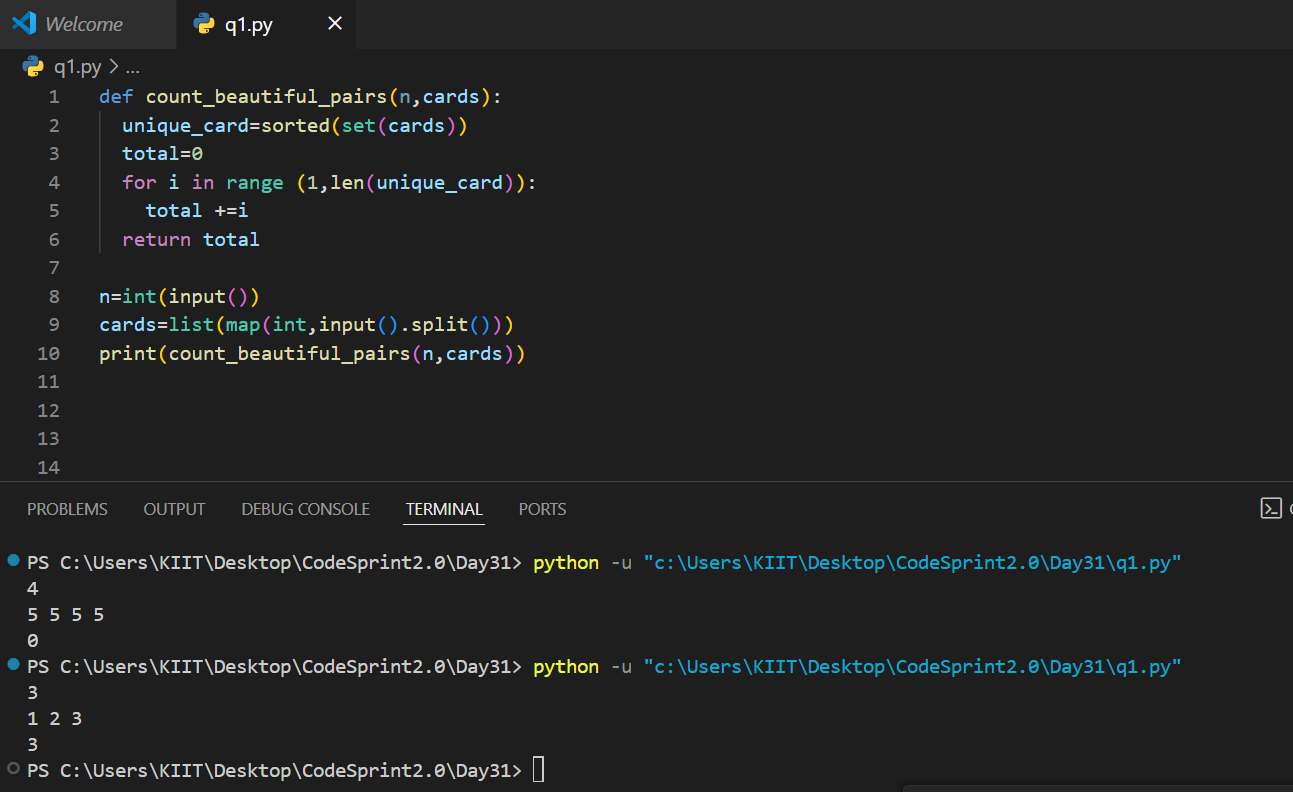 Welcome q1.py ×
q1.py > ...
1 def count_beautiful_pairs(n,cards):
2 unique_card=sorted(set(cards))
3 total=0
4 for i in range (1,len(unique_card)):
5 total +=i
6 return total
7
8 n=int(input())
9 cards=list(map(int,input().split()))
10 print(count_beautiful_pairs(n,cards))
11
12
13
14
PROBLEMS OUTPUT DEBUG CONSOLE TERMINAL PORTS
PS C:\Users\KIIT\Desktop\CodeSprint2.0\Day31> python -u "c:\Users\KIIT\Desktop\CodeSprint2.0\Day31\q1.py"
4
5 5 5 5
0
PS C:\Users\KIIT\Desktop\CodeSprint2.0\Day31> python -u "c:\Users\KIIT\Desktop\CodeSprint2.0\Day31\q1.py"
3
1 2 3
3
PS C:\Users\KIIT\Desktop\CodeSprint2.0\Day31>